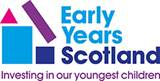 Early
Years
Scotland
Investing in our youngest children